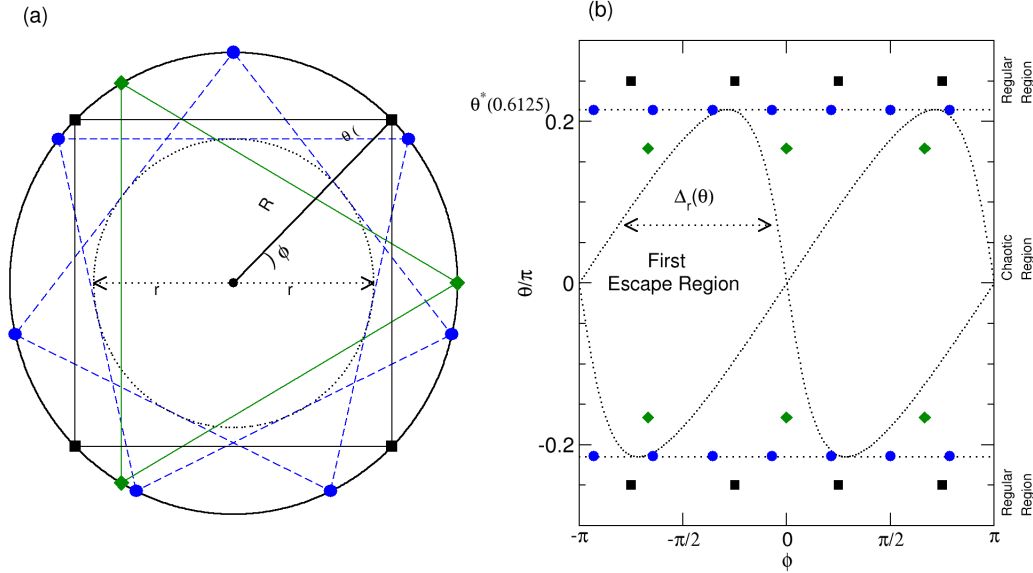 (a)
θ (
R
ϕ
r
r
(b)
θ*(0.6125)
0.2
Δr(θ)
First
Escape Region
θ/π
0
-0.2
-π
-π/2
0
π/2
π
ϕ
Regular
Region
Chaotic
Region
Regular
Region